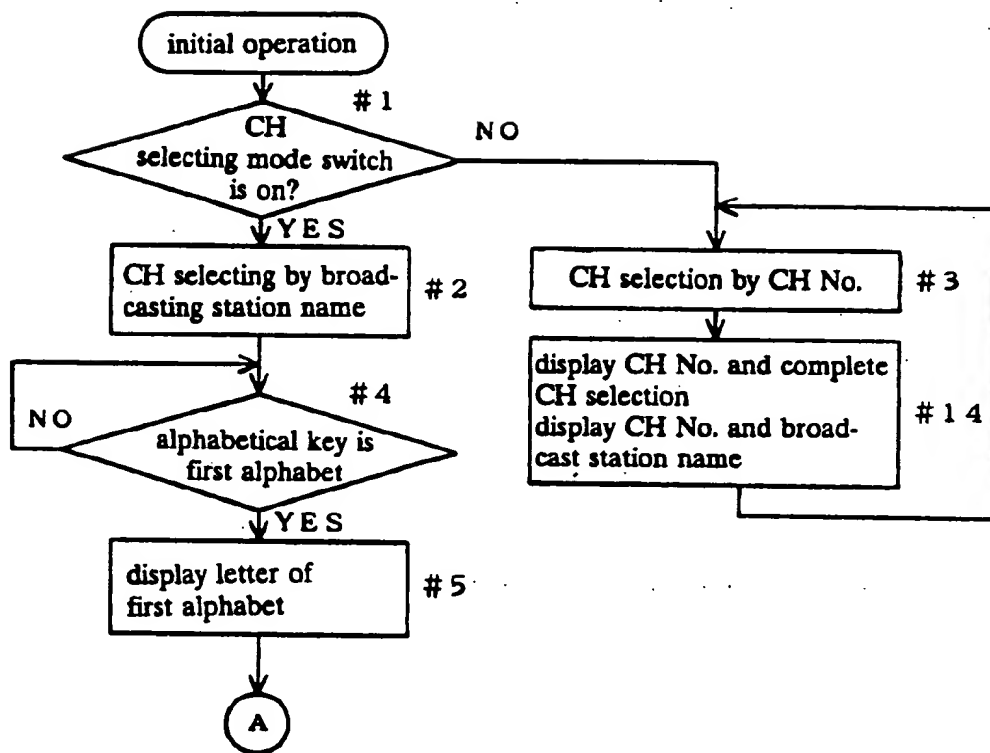 initial operation
#1
CH
selecting mode switch
is on?
NO
YES
CH selecting by broad-
casting station name
#2
CH selection by CH No.
#3
display CH No. and complete
CH selection
display CH No. and broad-
cast station name
#14
#4
NO
alphabetical key is
first alphabet
YES
display letter of
first alphabet
#5
A